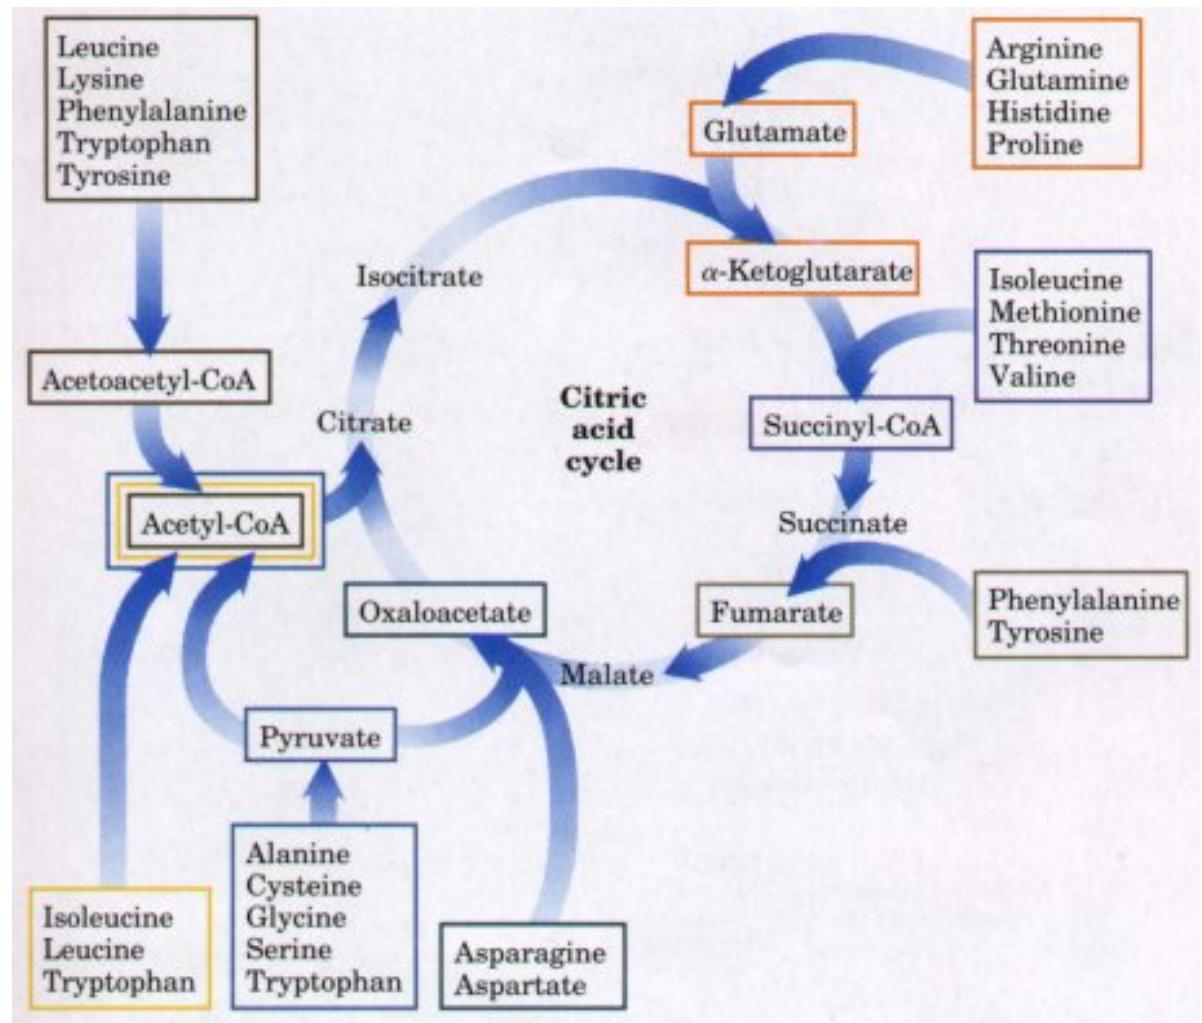 Leucine
Lysine
Phenylalanine
Tryptophan
Tyrosine
Arginine
Glutamine
Histidine
Proline
Glutamate
α-Ketoglutarate
Isocitrate
Isoleucine
Methionine
Threonine
Valine
Acetoacetyl-CoA
Citric
acid
cycle
Citrate
Succinyl-CoA
Acetyl-CoA
Succinate
Oxaloacetate
Fumarate
Phenylalanine
Tyrosine
Malate
Pyruvate
Isoleucine
Leucine
Tryptophan
Alanine
Cysteine
Glycine
Serine
Tryptophan
Asparagine
Aspartate